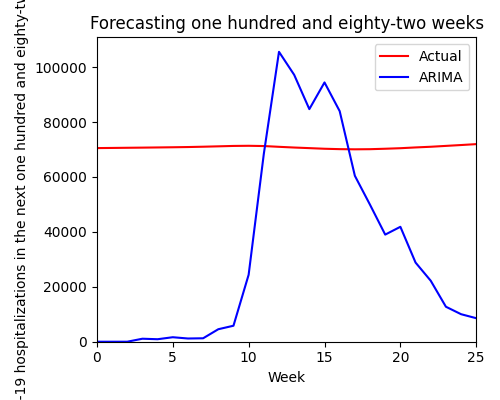 Forecasting one hundred and eighty-two weeks
-19 hospitalizations in the next one hundred and eighty-tw
100000
80000
60000
40000
20000
0
Actual
ARIMA
0 5 10 15 20 25
Week